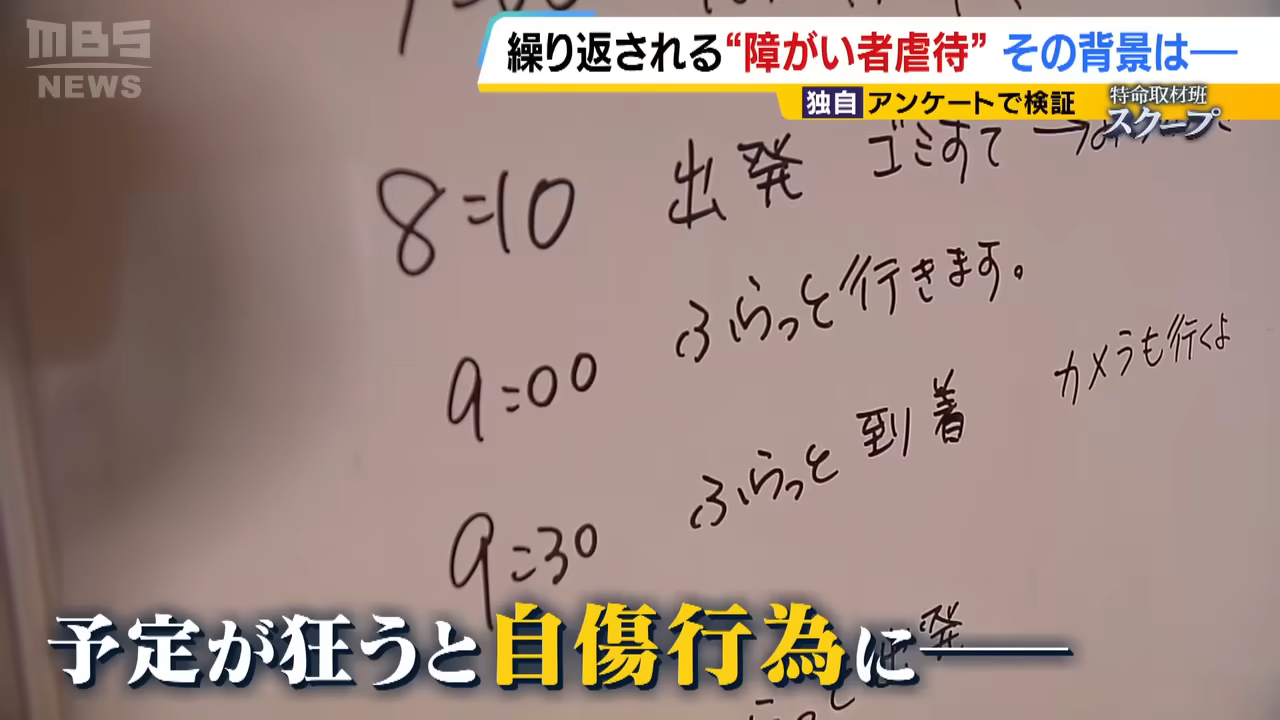 MBS
NEWS
繰り返される“障がい者虐待” その背景は―
独自 アンケートで検証
特命取材班
スクープ
8=10 出発 ゴミすて →
ふらっと行きます。
9=00
カメラも行くよ
ふらっと到着
9=30
発
予定が狂うと自傷行為に――